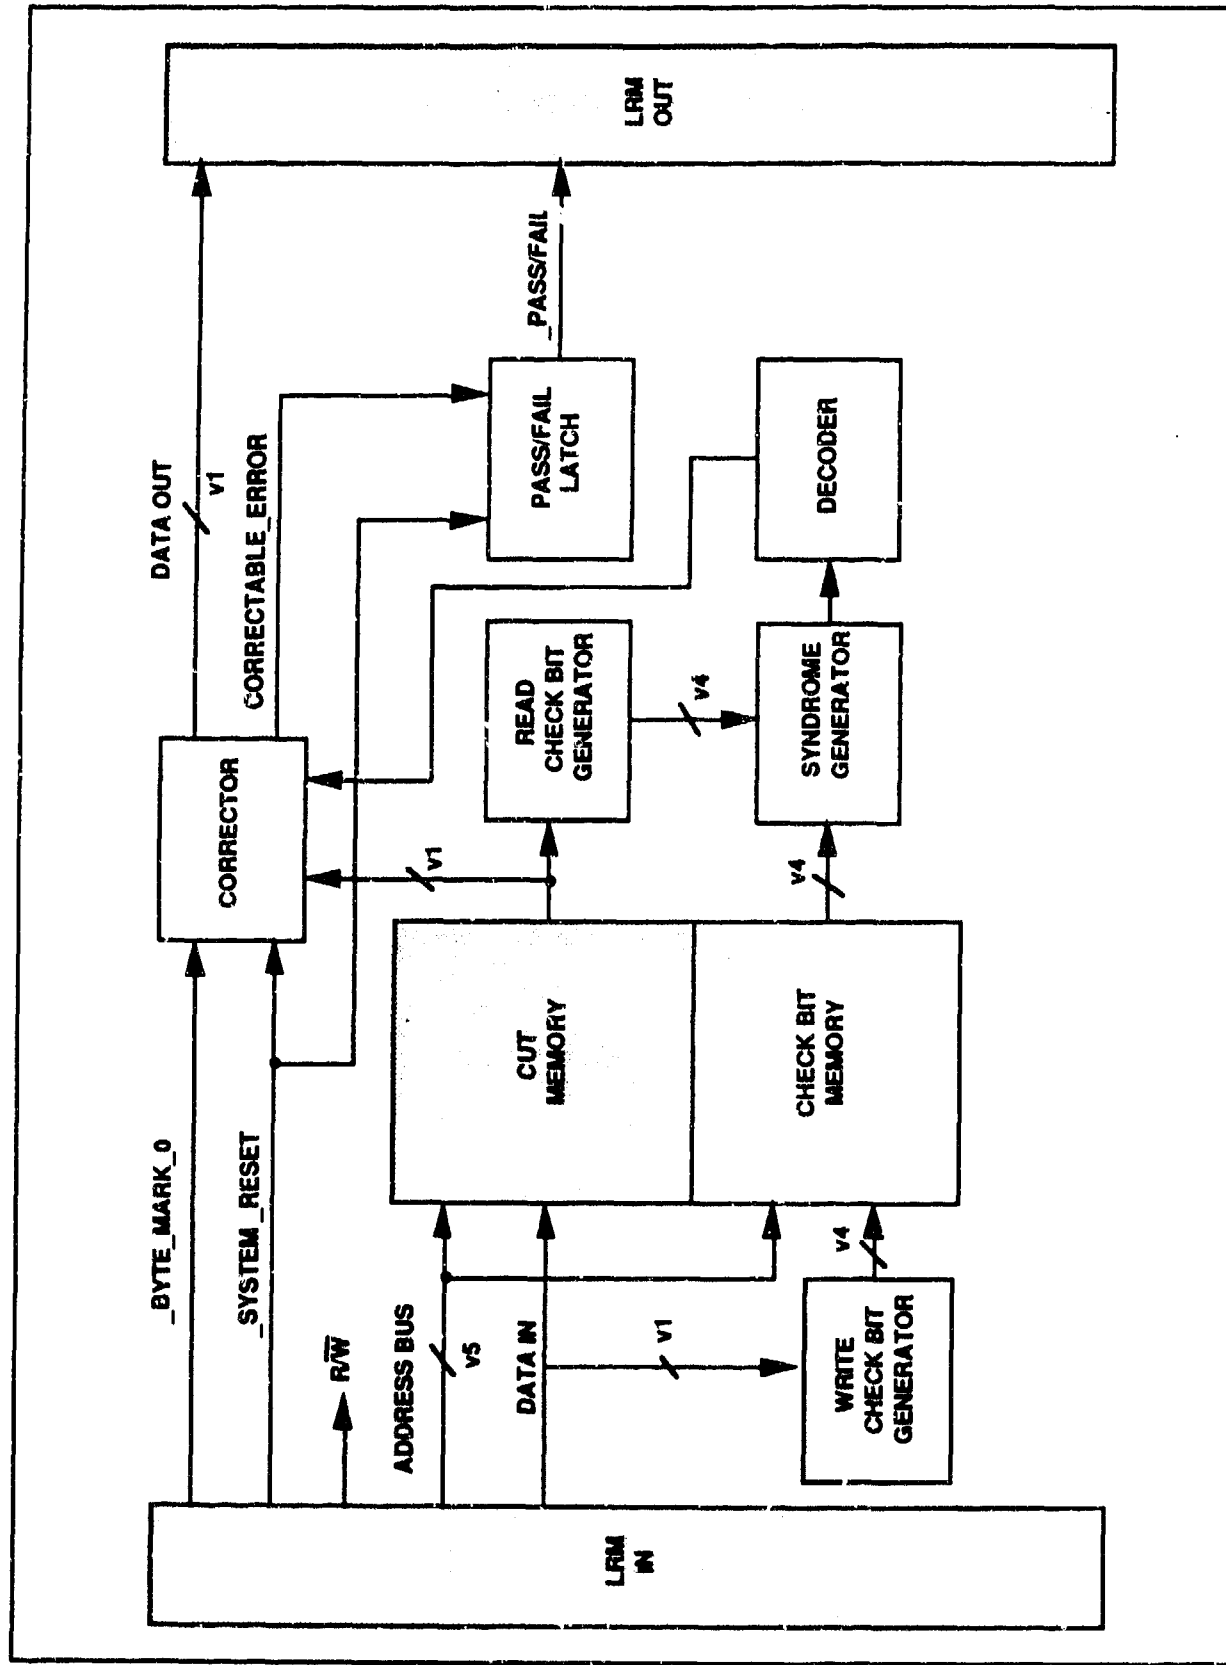 _BYTE_MARK_0
_SYSTEM_RESET
R/W
ADDRESS BUS
v5
DATA IN
v1
LRM
IN
WRITE
CHECK BIT
GENERATOR
v4
CUT
MEMORY
CHECK BIT
MEMORY
CORRECTOR
v1
v4
READ
CHECK BIT
GENERATOR
v4
SYNDROME
GENERATOR
DECODER
PASS/FAIL
LATCH
DATA OUT
v1
CORRECTABLE_ERROR
_PASS/FAIL
LRM
OUT